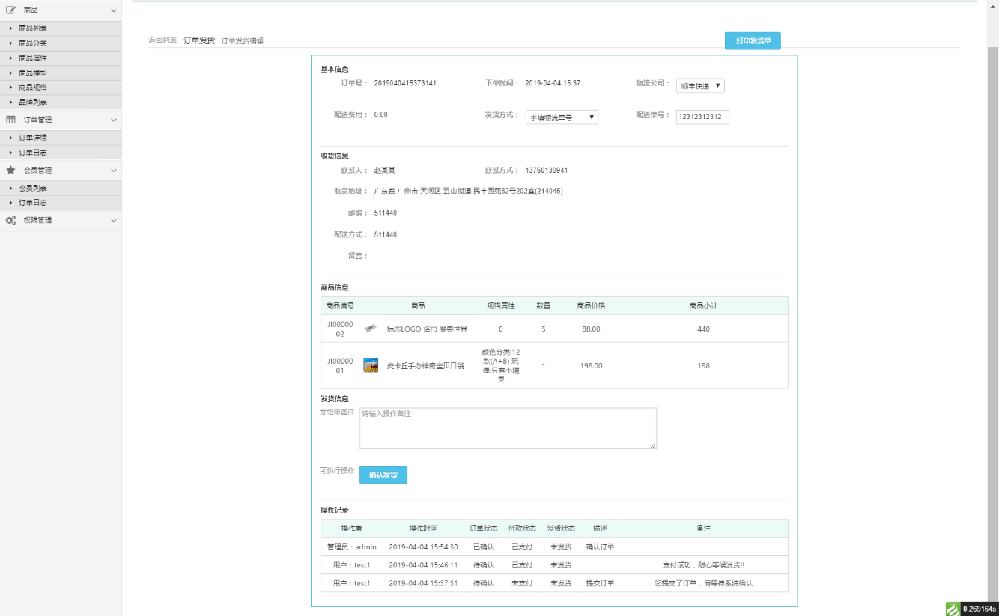 商品
商品列表
商品分类
商品属性
商品模型
商品规格
品牌列表
订单管理
订单详情
订单日志
会员管理
会员列表
订单日志
权限管理
返回列表 订单发货 订单发货编辑
打印发货单
基本信息
订单号： 2019040415373141 下单时间： 2019-04-04 15:37 物流公司： 顺丰快递
配送费用： 0.00 发货方式： 手填物流单号 配送单号： 12312312312
收货信息
联系人： 赵某某 联系方式： 13760130941
收货地址： 广东省 广州市 天河区 五山街道 民丰西苑82号202室(214045)
邮编： 511440
配送方式： 511440
留言：
商品信息
商品编号 商品 规格属性 数量 商品价格 商品小计
JI00000
02
标志LOGO 浴巾 魔兽世界 0 5 88.00 440
JI00000
01
皮卡丘手办神奇宝贝口袋
颜色分类:12
款(A+B) 玩
偶:只有小精
灵
1 198.00 198
发货信息
发货单备注 请输入操作备注
可执行操作 确认发货
操作记录
操作者 操作时间 订单状态 付款状态 发货状态 描述 备注
管理员：admin 2019-04-04 15:54:30 已确认 已支付 未发货 确认订单
用户：test1 2019-04-04 15:46:11 待确认 已支付 未发货 支付成功，耐心等候发货!!
用户：test1 2019-04-04 15:37:31 待确认 未支付 未发货 提交订单 您提交了订单，请等待系统确认
0.269164s